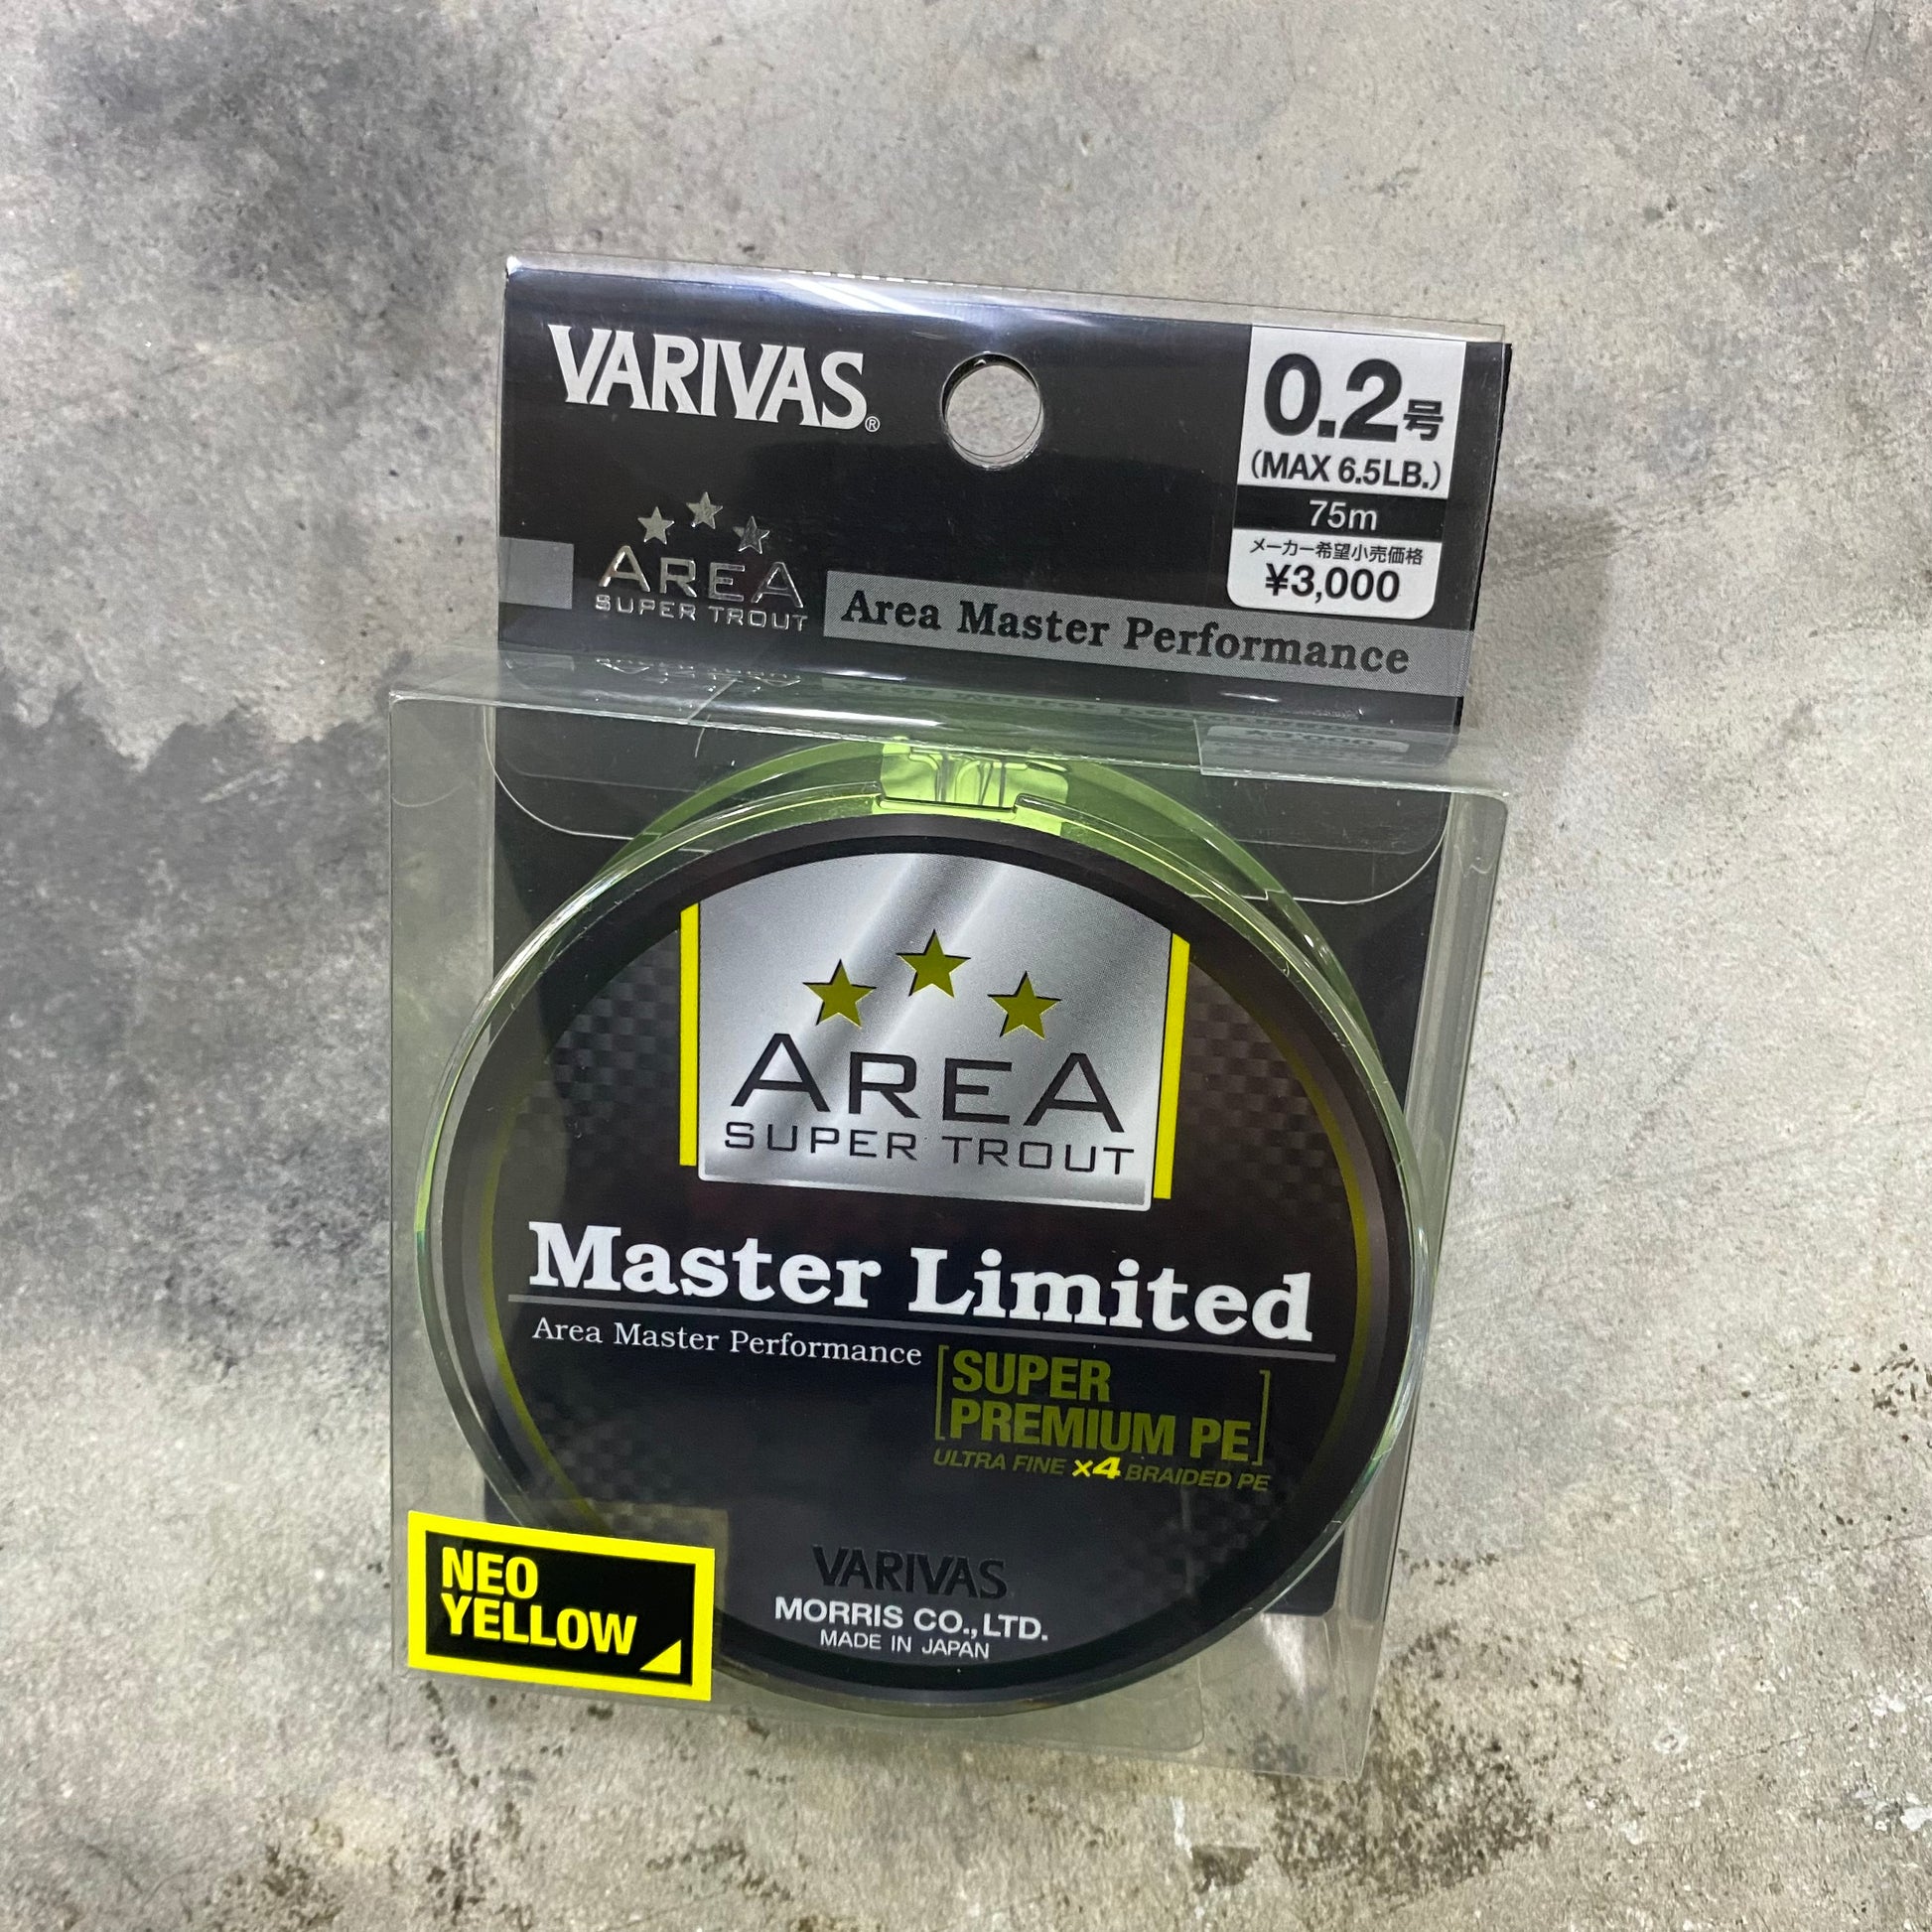 VARIVAS®
0.2号
(MAX 6.5LB.)
75m
メーカー希望小売価格
¥3,000
AREA
SUPER TROUT
Area Master Performance
AREA
SUPER TROUT
Master Limited
Area Master Performance
[SUPER
PREMIUM PE]
ULTRA FINE ×4 BRAIDED PE
NEO
YELLOW
VARIVAS
MORRIS CO.,LTD.
MADE IN JAPAN